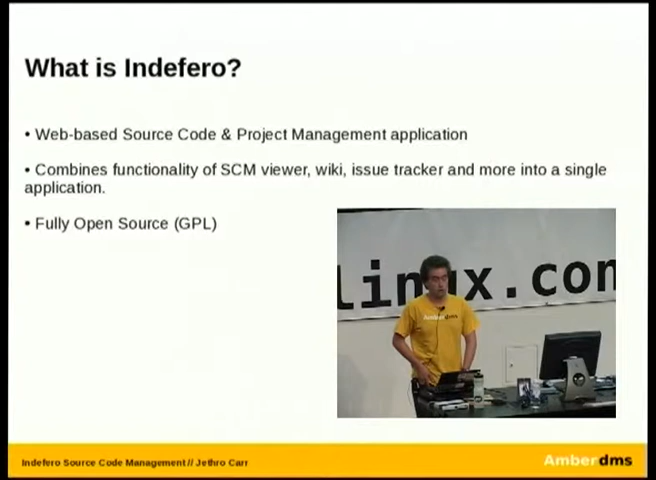 What is Indefero?
• Web-based Source Code & Project Management application
• Combines functionality of SCM viewer, wiki, issue tracker and more into a single
application.
• Fully Open Source (GPL)
linux.con
Amberdms
Indefero Source Code Management // Jethro Carr
Amberdms